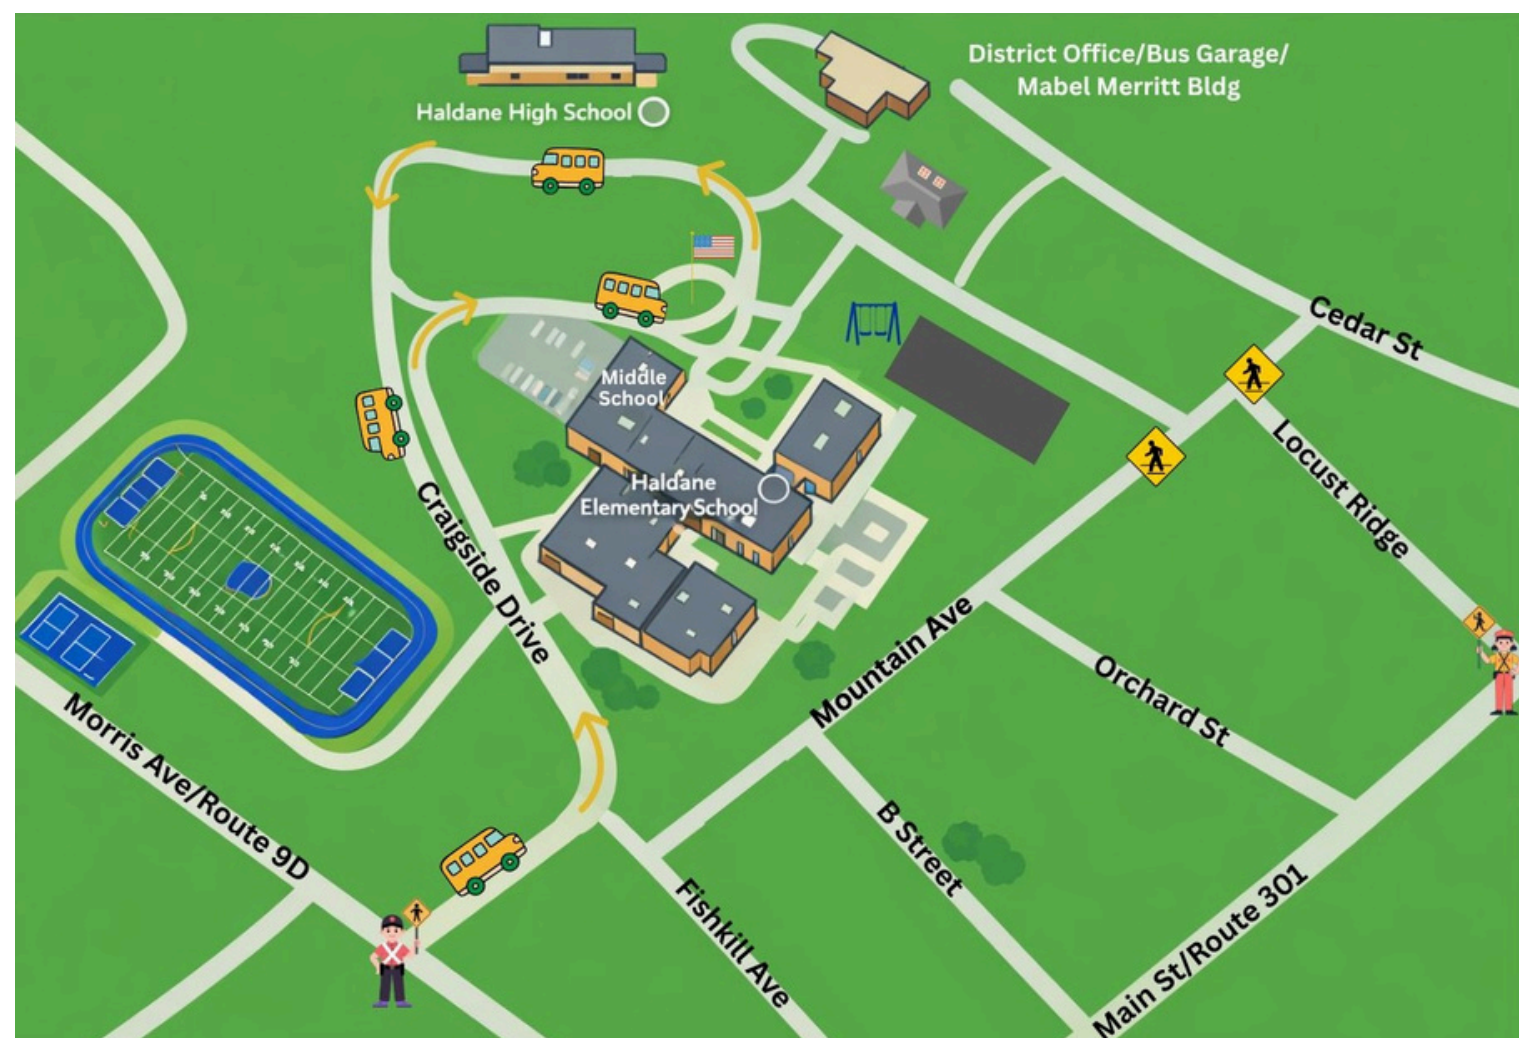 District Office/Bus Garage/
Mabel Merritt Bldg
Haldane High School
Cedar St
Middle
School
Locust Ridge
Haldane
Elementary School
Craigside Drive
Mountain Ave
Orchard St
Morris Ave/Route 9D
B Street
Fishkill Ave
Main St/Route 301